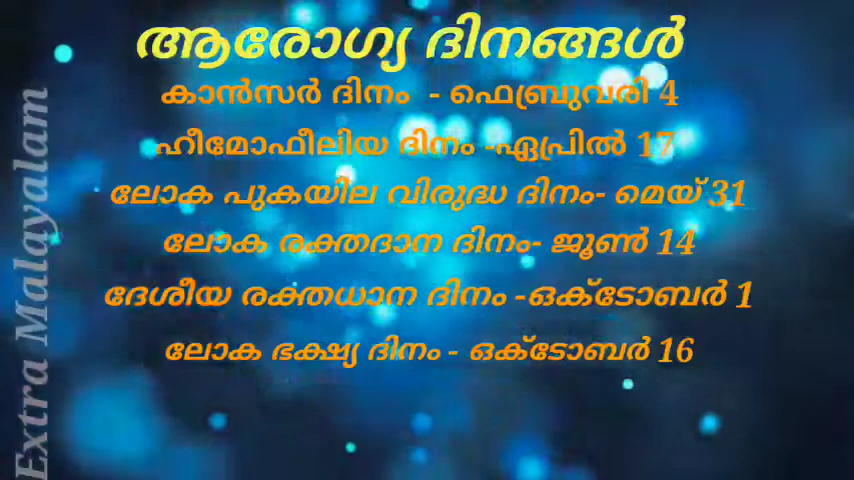 ആരോഗ്യ ദിനങ്ങൾ
കാൻസർ ദിനം - ഫെബ്രുവരി 4
ഹീമോഫീലിയ ദിനം -ഏപ്രിൽ 17
ലോക പുകയില വിരുദ്ധ ദിനം- മെയ് 31
ലോക രക്തദാന ദിനം- ജൂൺ 14
ദേശീയ രക്തധാന ദിനം -ഒക്ടോബർ 1
ലോക ഭക്ഷ്യ ദിനം - ഒക്ടോബർ 16
Extra Malayalam